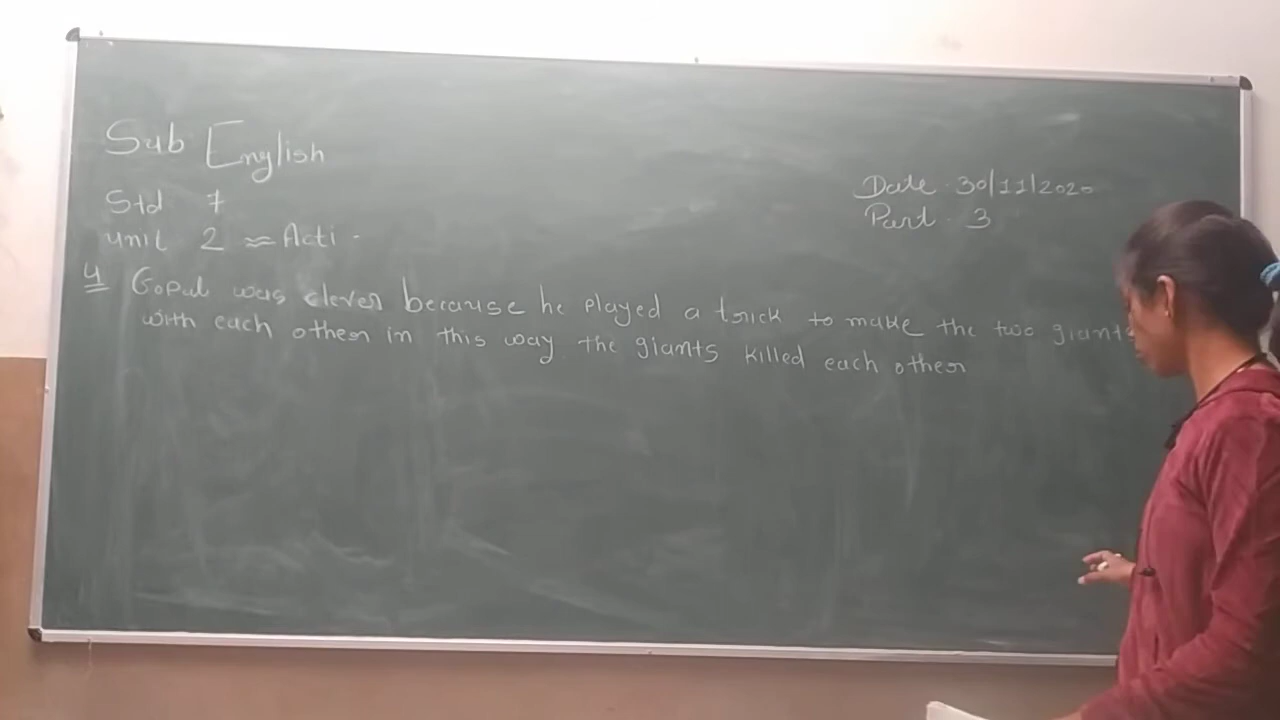 Sub English
Std 7
unit 2 ≈ Acti -
Date 30/11/2020
Part 3
4 Gopal was clever because he played a trick to make the two giants
with each other in this way the giants killed each other